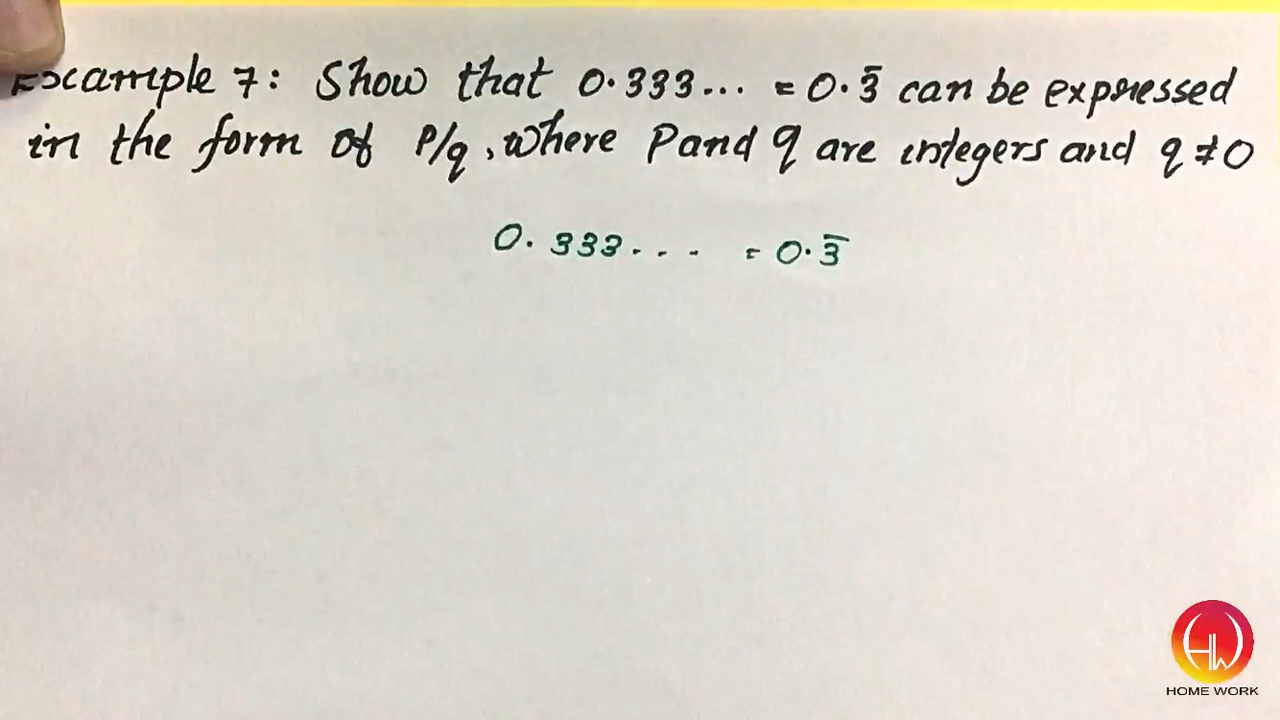 Example 7: Show that 0.333... = 0.3̅ can be expressed
in the form of P/q, where P and q are integers and q ≠ 0
0.333... = 0.3̅
HW
HOME WORK